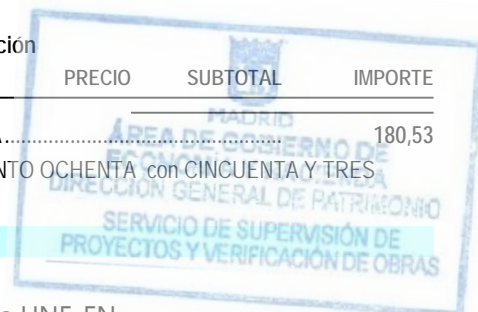 ción
PRECIO SUBTOTAL IMPORTE
MADRID
A........................................................ 180,53
ÁREA DE GOBIERNO DE
NTO OCHENTA con CINCUENTA Y TRES
DIRECCIÓN GENERAL DE PATRIMONIO
SERVICIO DE SUPERVISIÓN DE
PROYECTOS Y VERIFICACIÓN DE OBRAS
UNE-EN